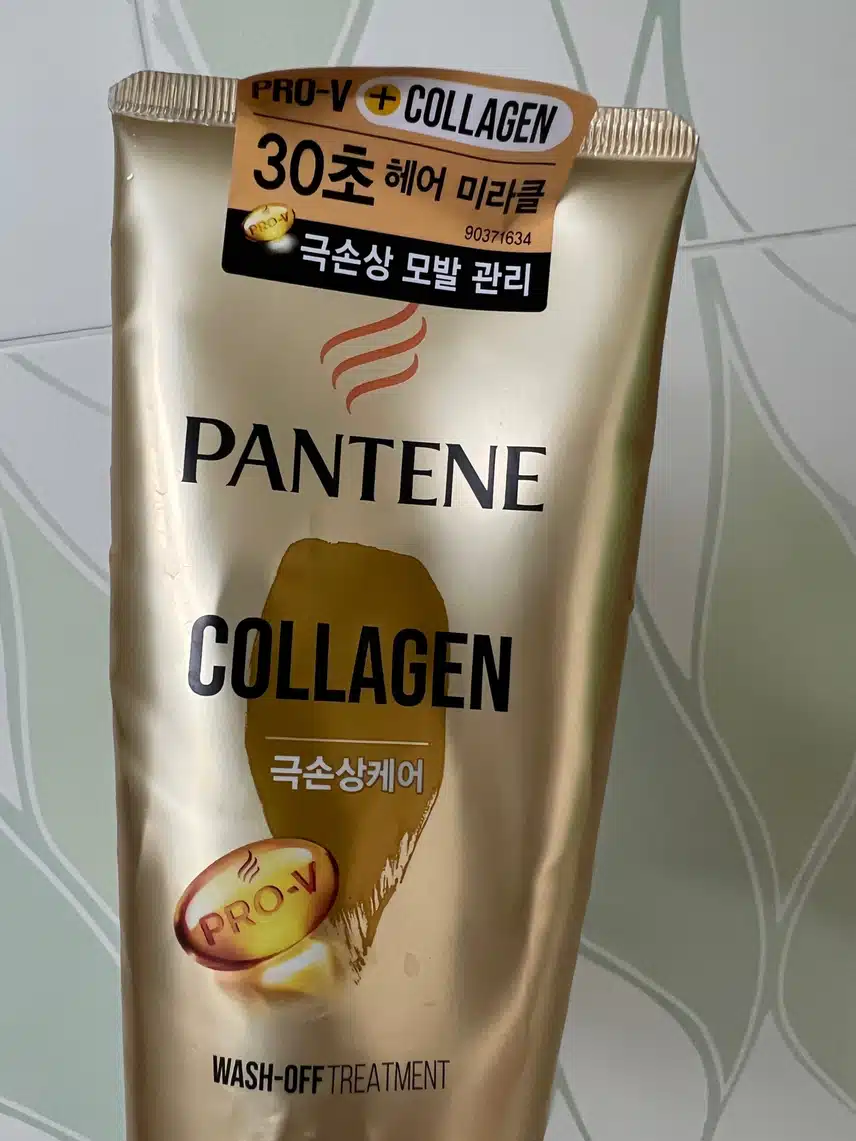 PRO-V + COLLAGEN
30초 헤어 미라클
90371634
PRO-V
극손상 모발 관리
PANTENE
COLLAGEN
극손상케어
PRO-V
WASH-OFF TREATMENT